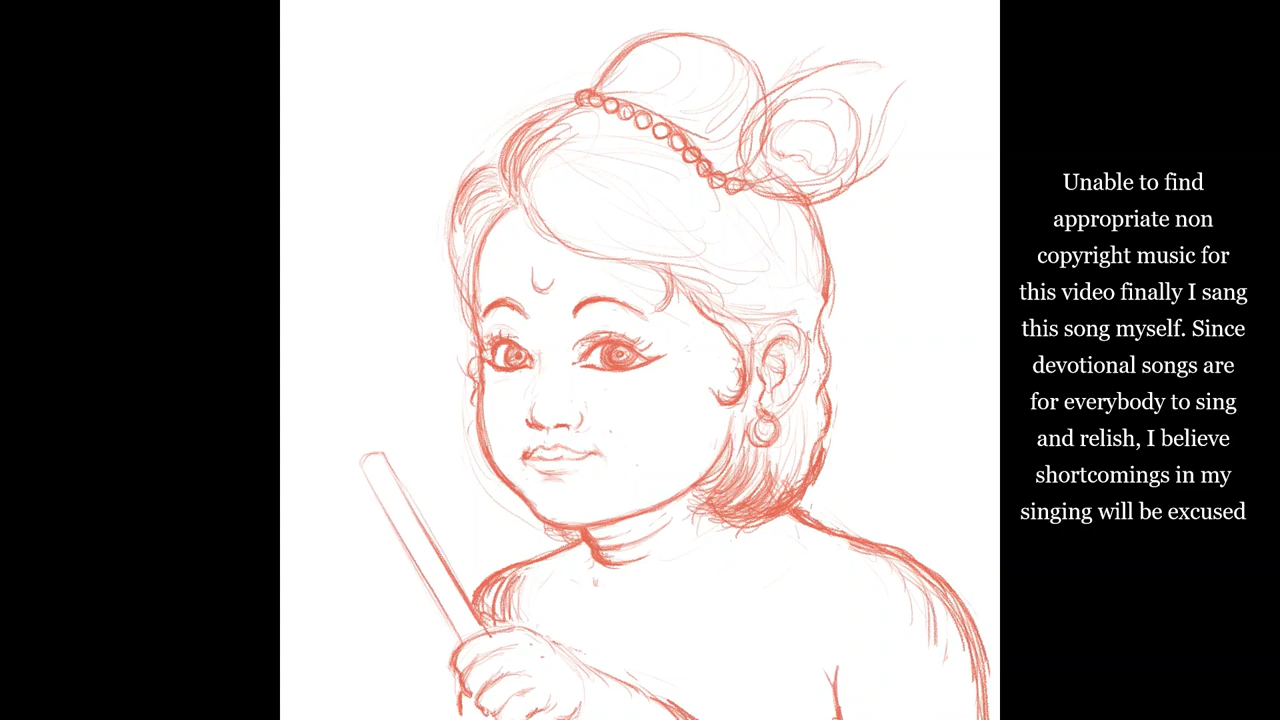 Unable to find
appropriate non
copyright music for
this video finally I sang
this song myself. Since
devotional songs are
for everybody to sing
and relish, I believe
shortcomings in my
singing will be excused